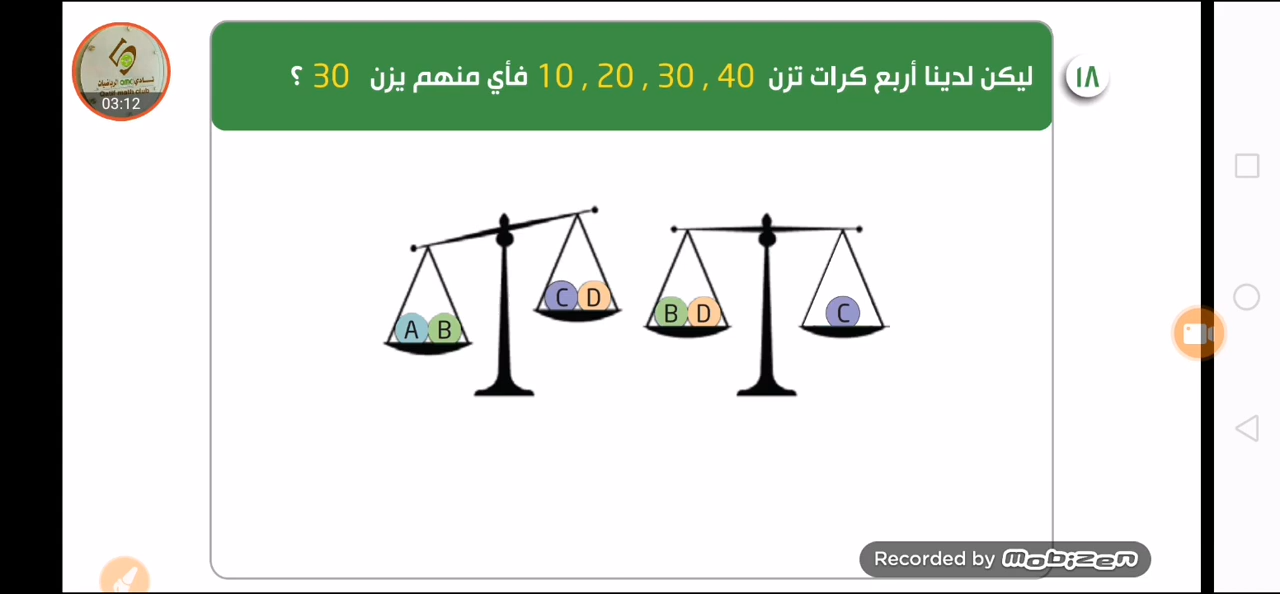 ليكن لدينا أربع كرات تزن 40 , 30 , 20 , 10 فأي منهم يزن 30 ؟
١٨
03:12
C D
A B
B D
C
Recorded by mobizen